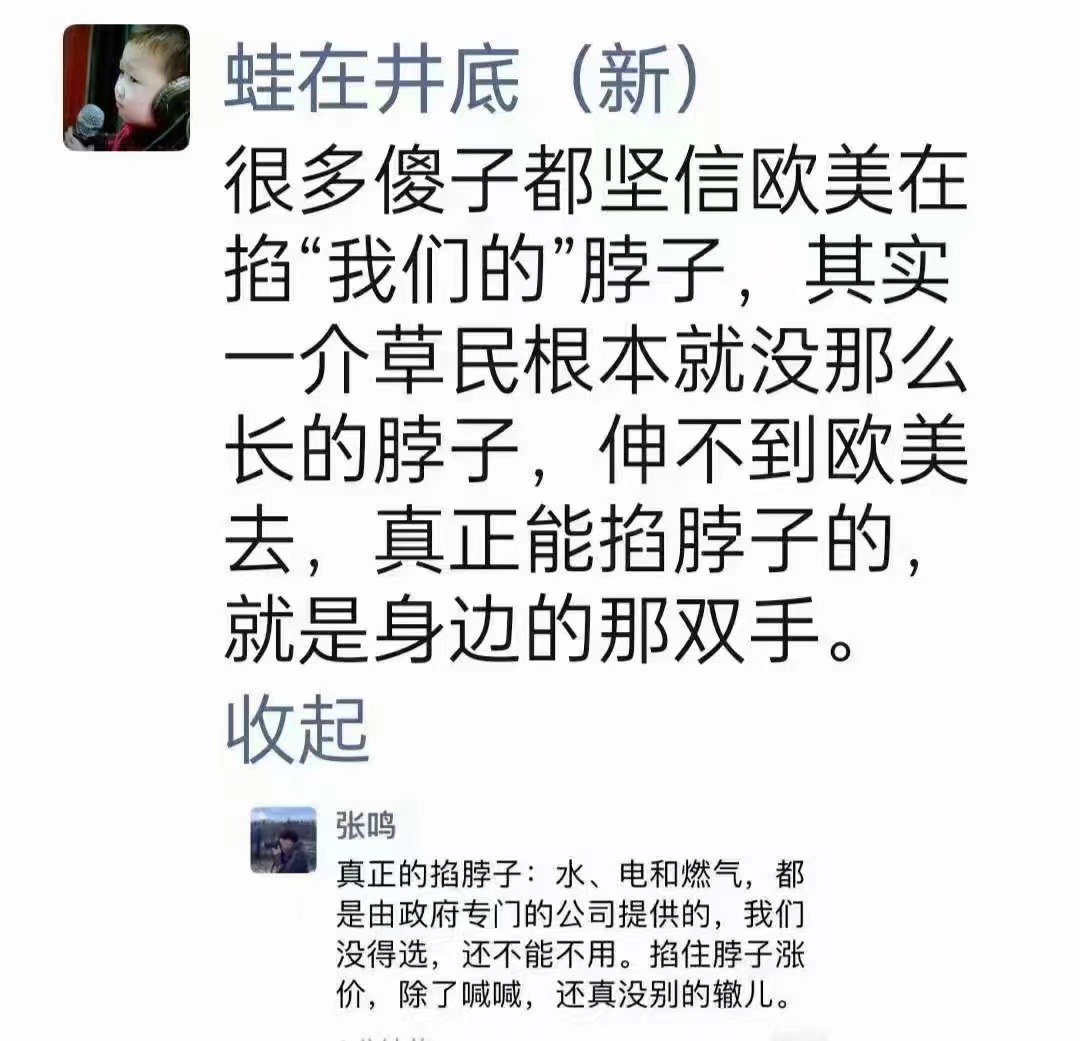 蛙在井底（新）
很多傻子都坚信欧美在
掐“我们的”脖子，其实
一介草民根本就没那么
长的脖子，伸不到欧美
去，真正能掐脖子的，
就是身边的那双手。
收起
张鸣
真正的掐脖子：水、电和燃气，都
是由政府专门的公司提供的，我们
没得选，还不能不用。掐住脖子涨
价，除了喊喊，还真没别的辙儿。